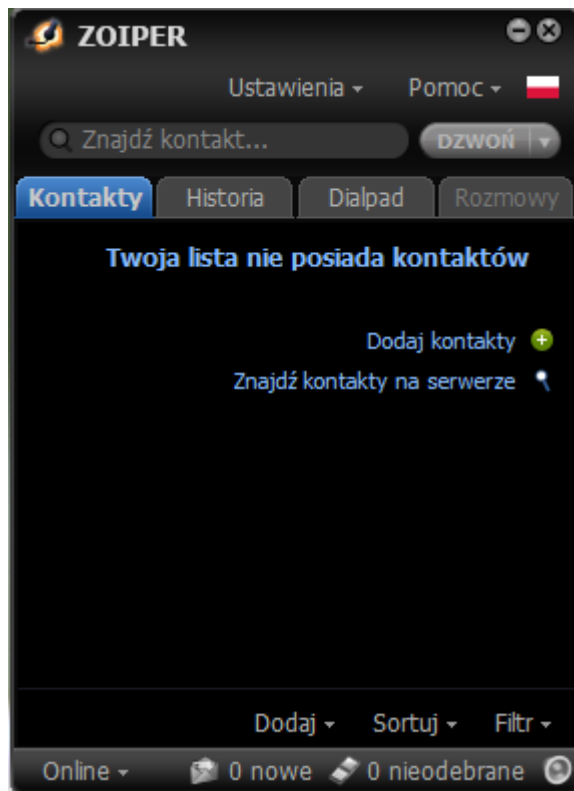 ZOIPER
Ustawienia Pomoc
Znajdź kontakt... DZWOŃ
Kontakty Historia Dialpad Rozmowy
Twoja lista nie posiada kontaktów
Dodaj kontakty
Znajdź kontakty na serwerze
Dodaj Sortuj Filtr
Online 0 nowe 0 nieodebrane